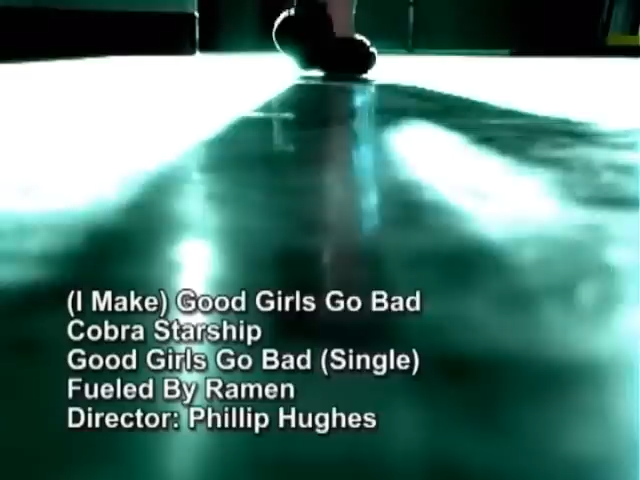 (I Make) Good Girls Go Bad
Cobra Starship
Good Girls Go Bad (Single)
Fueled By Ramen
Director: Phillip Hughes